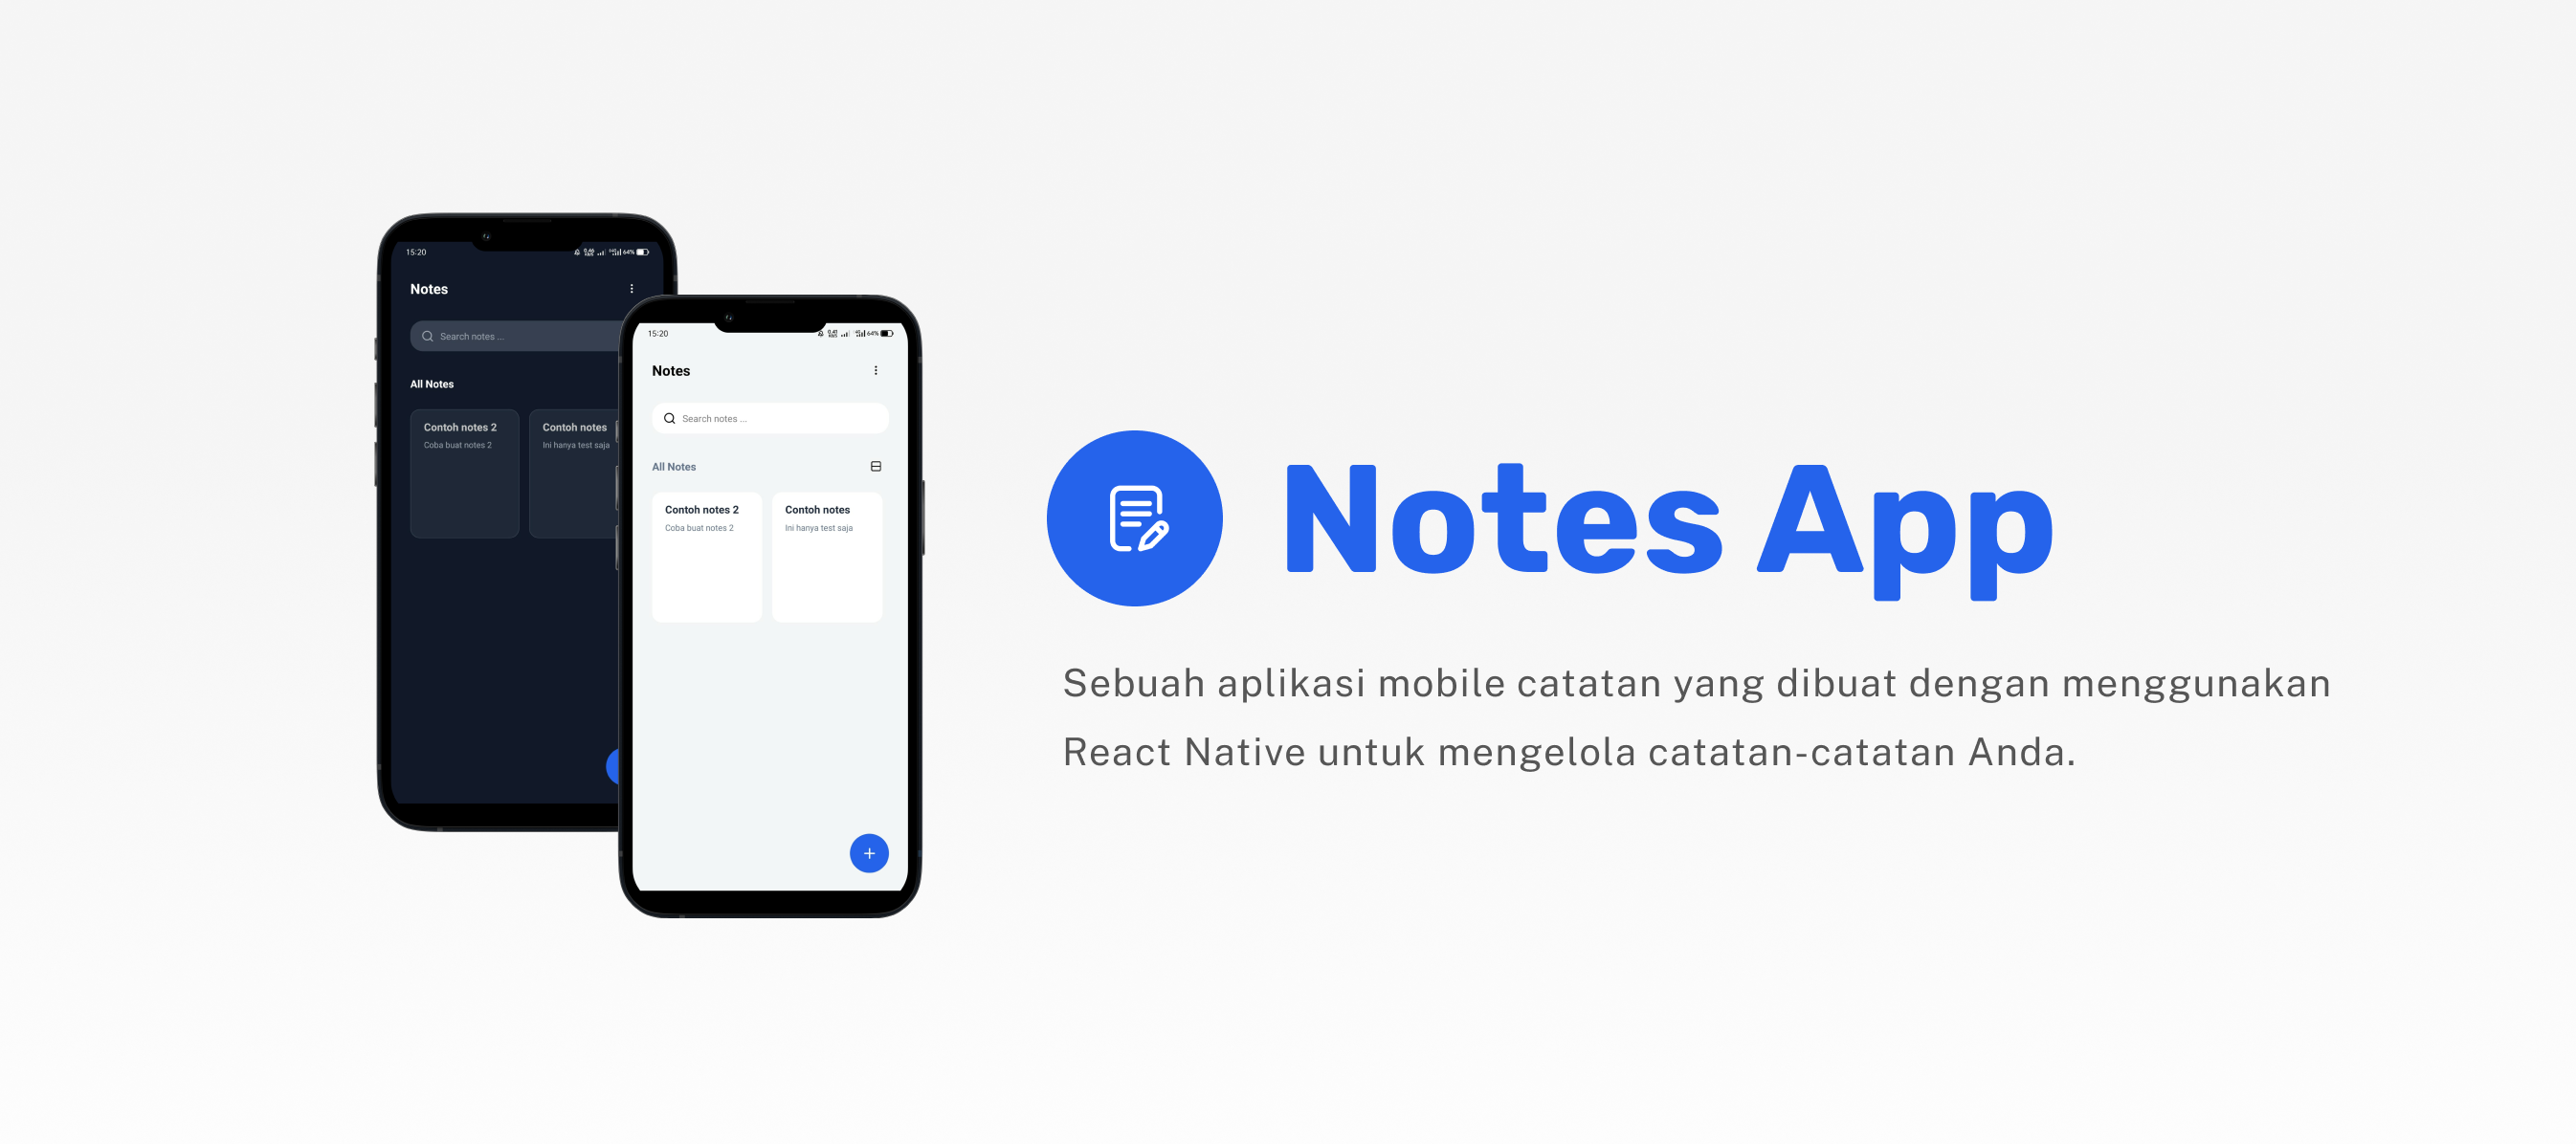 15:20
64%
Notes
Search notes ...
All Notes
Contoh notes 2
Coba buat notes 2
Contoh notes
Ini hanya test saja
15:20
64%
Notes
Search notes ...
All Notes
Contoh notes 2
Coba buat notes 2
Contoh notes
Ini hanya test saja
Notes App
Sebuah aplikasi mobile catatan yang dibuat dengan menggunakan
React Native untuk mengelola catatan-catatan Anda.